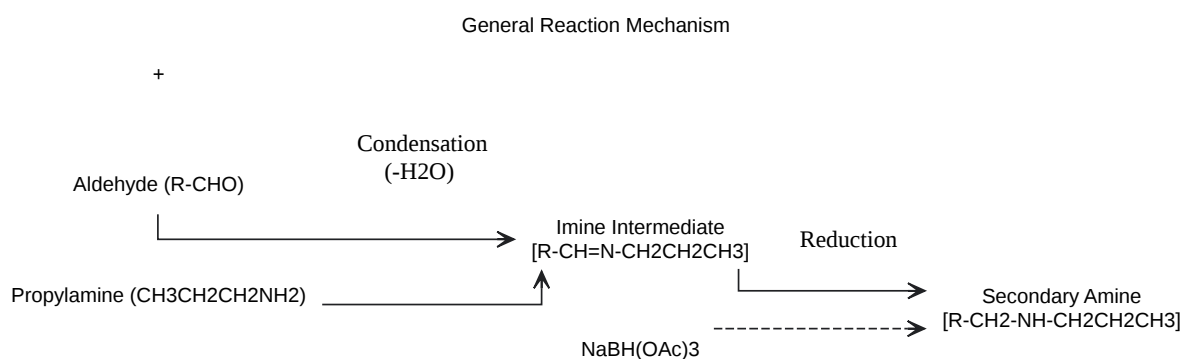 General Reaction Mechanism
+
Condensation
(-H2O)
Aldehyde (R-CHO)
Imine Intermediate
[R-CH=N-CH2CH2CH3]
Reduction
Propylamine (CH3CH2CH2NH2)
Secondary Amine
[R-CH2-NH-CH2CH2CH3]
NaBH(OAc)3